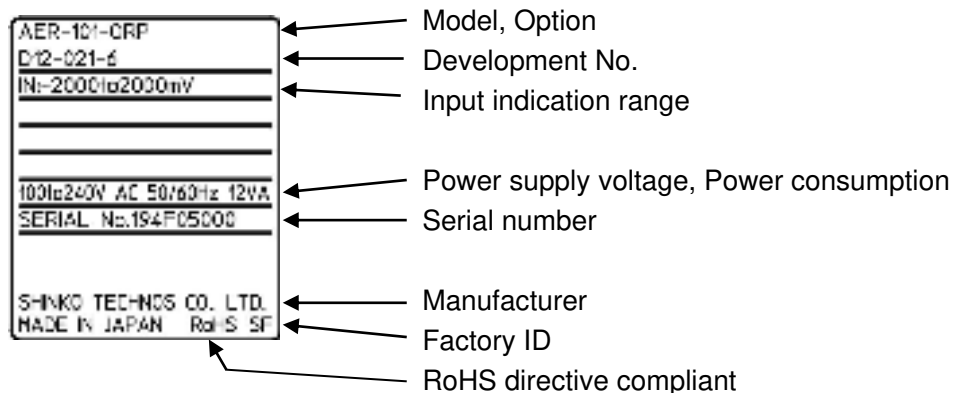 AER-101-ORP
D12-021-6
IN:-2000to2000mV
100to240V AC 50/60Hz 12VA
SERIAL No.194F05000
SHINKO TECHNOS CO. LTD.
MADE IN JAPAN RoHS SF
Model, Option
Development No.
Input indication range
Power supply voltage, Power consumption
Serial number
Manufacturer
Factory ID
RoHS directive compliant